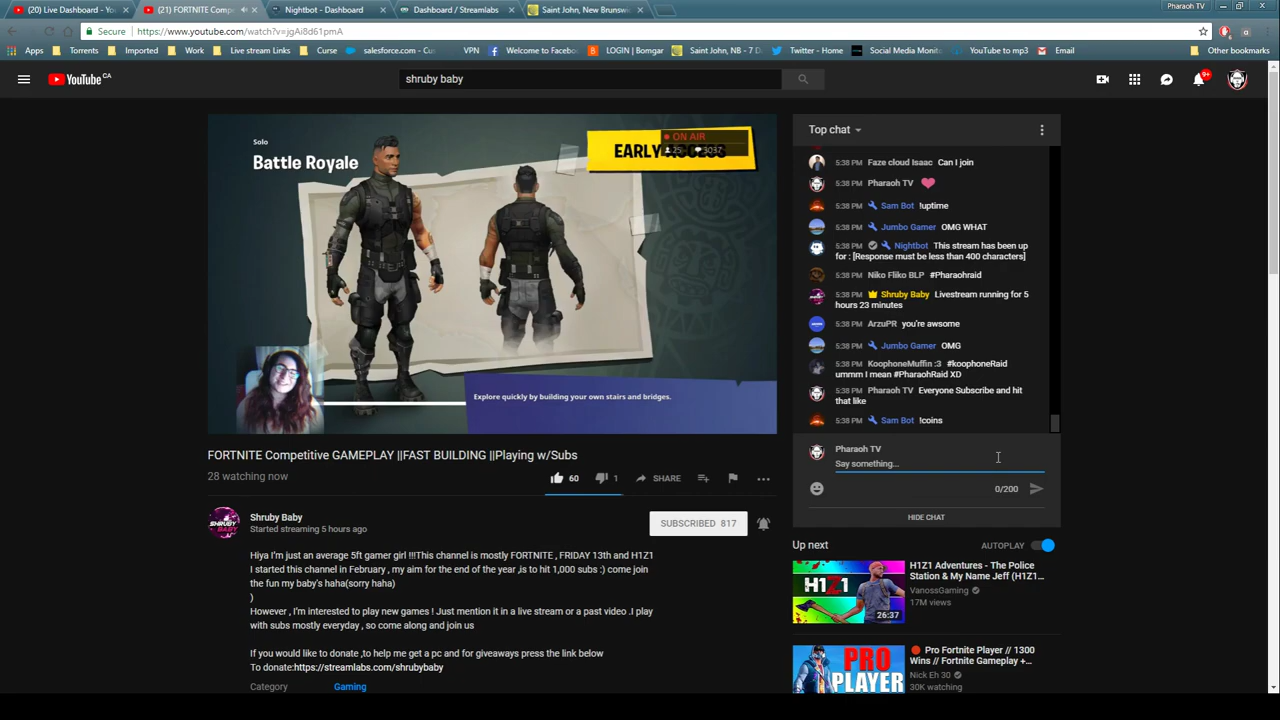 (20) Live Dashboard - Yo
(21) FORTNITE Compe
Nightbot - Dashboard
Dashboard / Streamlabs
Saint John, New Brunswi
Pharaoh TV
Secure
https://www.youtube.com/watch?v=jgAi8d61pmA
Apps
Torrents
Imported
Work
Live stream Links
Curse
salesforce.com - Cus
VPN
Welcome to Facebo
LOGIN | Bomgar
Saint John, NB - 7 D
Twitter - Home
Social Media Monito
YouTube to mp3
Email
Other bookmarks
YouTube CA
shruby baby
9+
Solo
Battle Royale
ON AIR
25
3037
EARLY ACCESS
Explore quickly by building your own stairs and bridges.
FORTNITE Competitive GAMEPLAY ||FAST BUILDING ||Playing w/Subs
28 watching now
60
1
SHARE
Shruby Baby
Started streaming 5 hours ago
SUBSCRIBED 817
Hiya I'm just an average 5ft gamer girl !!!This channel is mostly FORTNITE , FRIDAY 13th and H1Z1
I started this channel in February , my aim for the end of the year ,is to hit 1,000 subs :) come join
the fun my baby's haha(sorry haha)
)
However , I'm interested to play new games ! Just mention it in a live stream or a past video .I play
with subs mostly everyday , so come along and join us
If you would like to donate ,to help me get a pc and for giveaways press the link below
To donate:https://streamlabs.com/shrubybaby
Category
Gaming
Top chat
5:38 PM Faze cloud Isaac Can I join
5:38 PM Pharaoh TV
5:38 PM Sam Bot !uptime
5:38 PM Jumbo Gamer OMG WHAT
5:38 PM Nightbot This stream has been up
for : [Response must be less than 400 characters]
5:38 PM Niko Fliko BLP #Pharaohraid
5:38 PM Shruby Baby Livestream running for 5
hours 23 minutes
5:38 PM ArzuPR you're awsome
5:38 PM Jumbo Gamer OMG
5:38 PM KoophoneMuffin :3 #koophoneRaid
ummm I mean #PharaohRaid XD
5:38 PM Pharaoh TV Everyone Subscribe and hit
that like
5:38 PM Sam Bot !coins
Pharaoh TV
Say something...
0/200
HIDE CHAT
Up next
AUTOPLAY
H1Z1
26:37
H1Z1 Adventures - The Police
Station & My Name Jeff (H1Z1...
VanossGaming
17M views
PRO
PLAYER
Pro Fortnite Player // 1300
Wins // Fortnite Gameplay +...
Nick Eh 30
30K watching